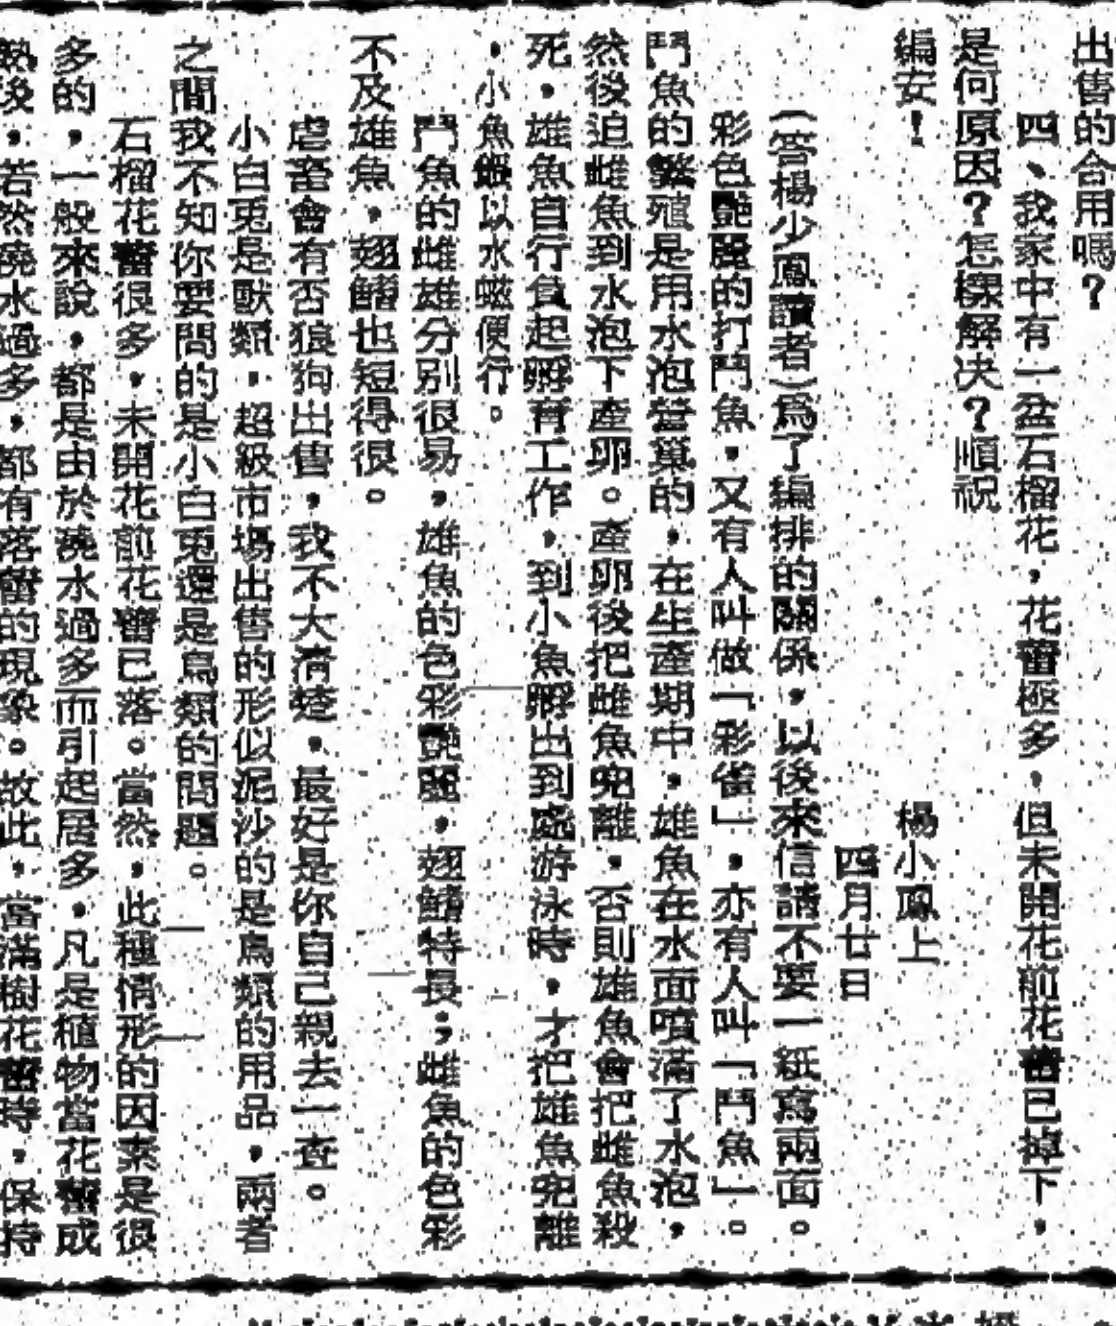 出售的合用嗎？
四、我家中有一盆石榴花，花蕾極多，但未開花前花蕾已掉下，
是何原因？怎樣解決？順祝
編安！
楊小鳳上
四月廿日
（答楊少鳳讀者）爲了編排的關係，以後來信請不要一紙寫兩面。
彩色艷麗的打鬥魚，又有人叫做「彩雀」，亦有人叫「鬥魚」。
鬥魚的繁殖是用水泡營巢的，在生產期中，雄魚在水面噴滿了水泡，
然後迫雌魚到水泡下產卵。產卵後把雌魚兜離，否則雄魚會把雌魚殺
死，雄魚自行負起孵育工作，到小魚孵出到處游泳時，才把雄魚兜離
，小魚餵以水蚤便行。
鬥魚的雌雄分別很易，雄魚的色彩艷麗，翅鰭特長；雌魚的色彩
不及雄魚，翅鰭也短得很。
虐畜會有否狼狗出售，我不大清楚，最好是你自己親去一查。
小白兎是獸類，超級市場出售的形似泥沙的是鳥類的用品，兩者
之間我不知你要問的是小白兎還是鳥類的問題。
石榴花蕾很多，未開花前花蕾已落。當然，此種情形的因素是很
多的，一般來說，都是由於澆水過多而引起居多，凡是植物當花蕾成
熟後，若然澆水過多，都有落蕾的現象。故此，當滿樹花蕾時，保持